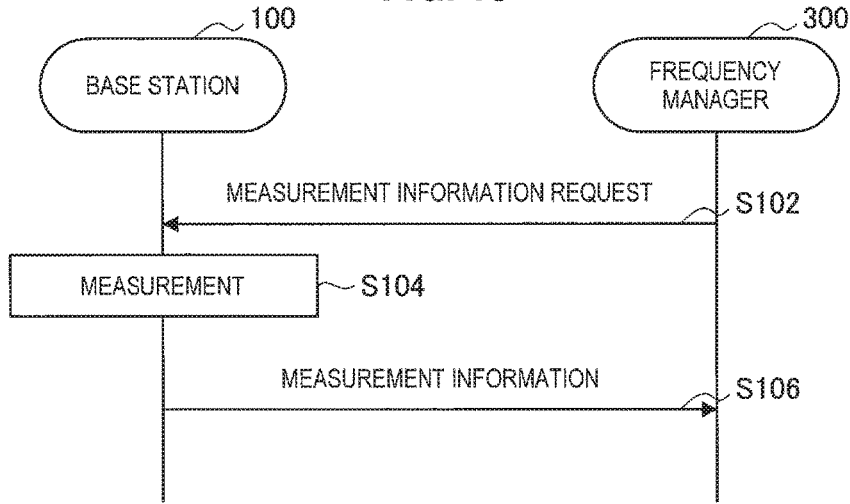 100
300
BASE STATION
FREQUENCY
MANAGER
MEASUREMENT INFORMATION REQUEST
S102
MEASUREMENT
S104
MEASUREMENT INFORMATION
S106